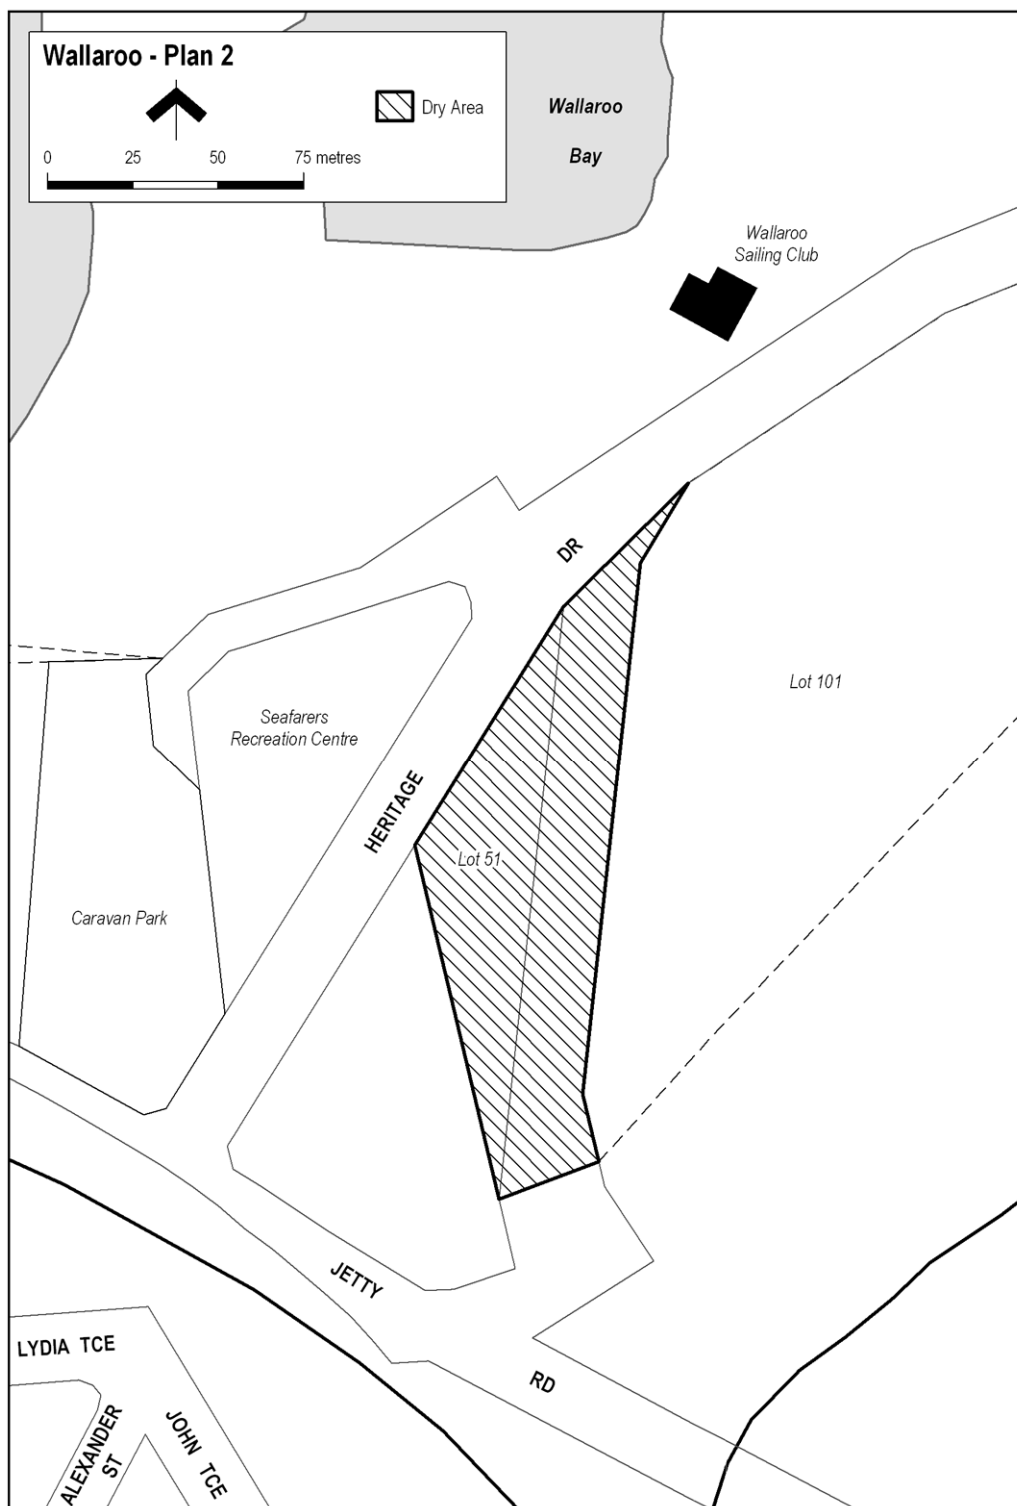 Wallaroo - Plan 2
Dry Area
0 25 50 75 metres
Wallaroo
Bay
Wallaroo
Sailing Club
DR
Lot 101
Seafarers
Recreation Centre
HERITAGE
Lot 51
Caravan Park
JETTY
RD
LYDIA TCE
ALEXANDER
ST
JOHN TCE